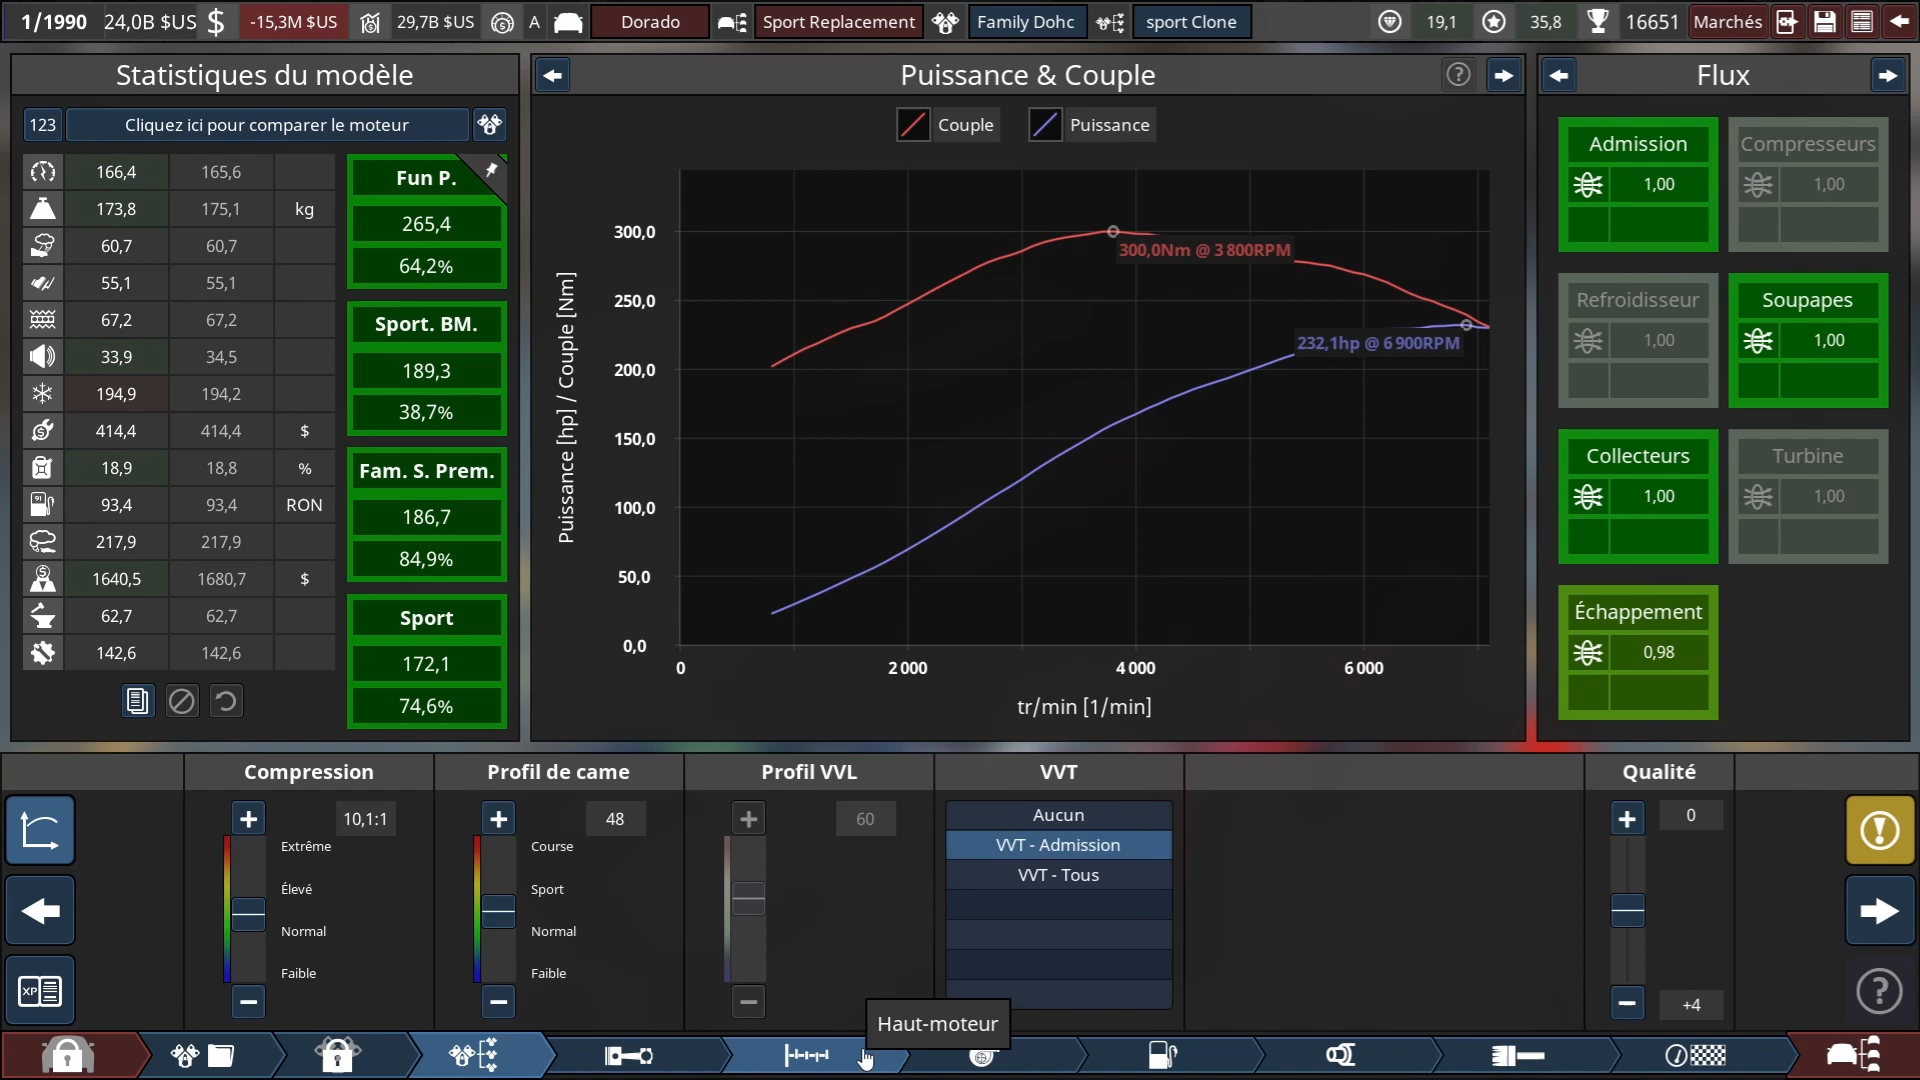 1/1990 24,0B $US $ -15,3M $US 29,7B $US A Dorado Sport Replacement Family Dohc sport Clone 19,1 35,8 16651 Marchés
Statistiques du modèle
123 Cliquez ici pour comparer le moteur
166,4 165,6
173,8 175,1 kg
60,7 60,7
55,1 55,1
67,2 67,2
33,9 34,5
194,9 194,2
414,4 414,4 $
18,9 18,8 %
93,4 93,4 RON
217,9 217,9
1640,5 1680,7 $
62,7 62,7
142,6 142,6
Fun P.
265,4
64,2%
Sport. BM.
189,3
38,7%
Fam. S. Prem.
186,7
84,9%
Sport
172,1
74,6%
Puissance & Couple
?
Couple Puissance
Puissance [hp] / Couple [Nm]
300,0
250,0
200,0
150,0
100,0
50,0
0,0
300,0Nm @ 3 800RPM
232,1hp @ 6 900RPM
0 2 000 4 000 6 000
tr/min [1/min]
Flux
Admission
1,00
Compresseurs
1,00
Refroidisseur
1,00
Soupapes
1,00
Collecteurs
1,00
Turbine
1,00
Échappement
0,98
Compression
10,1:1
Extrême
Élevé
Normal
Faible
Profil de came
48
Course
Sport
Normal
Faible
Profil VVL
60
VVT
Aucun
VVT - Admission
VVT - Tous
Qualité
0
+4
XP
?
Haut-moteur